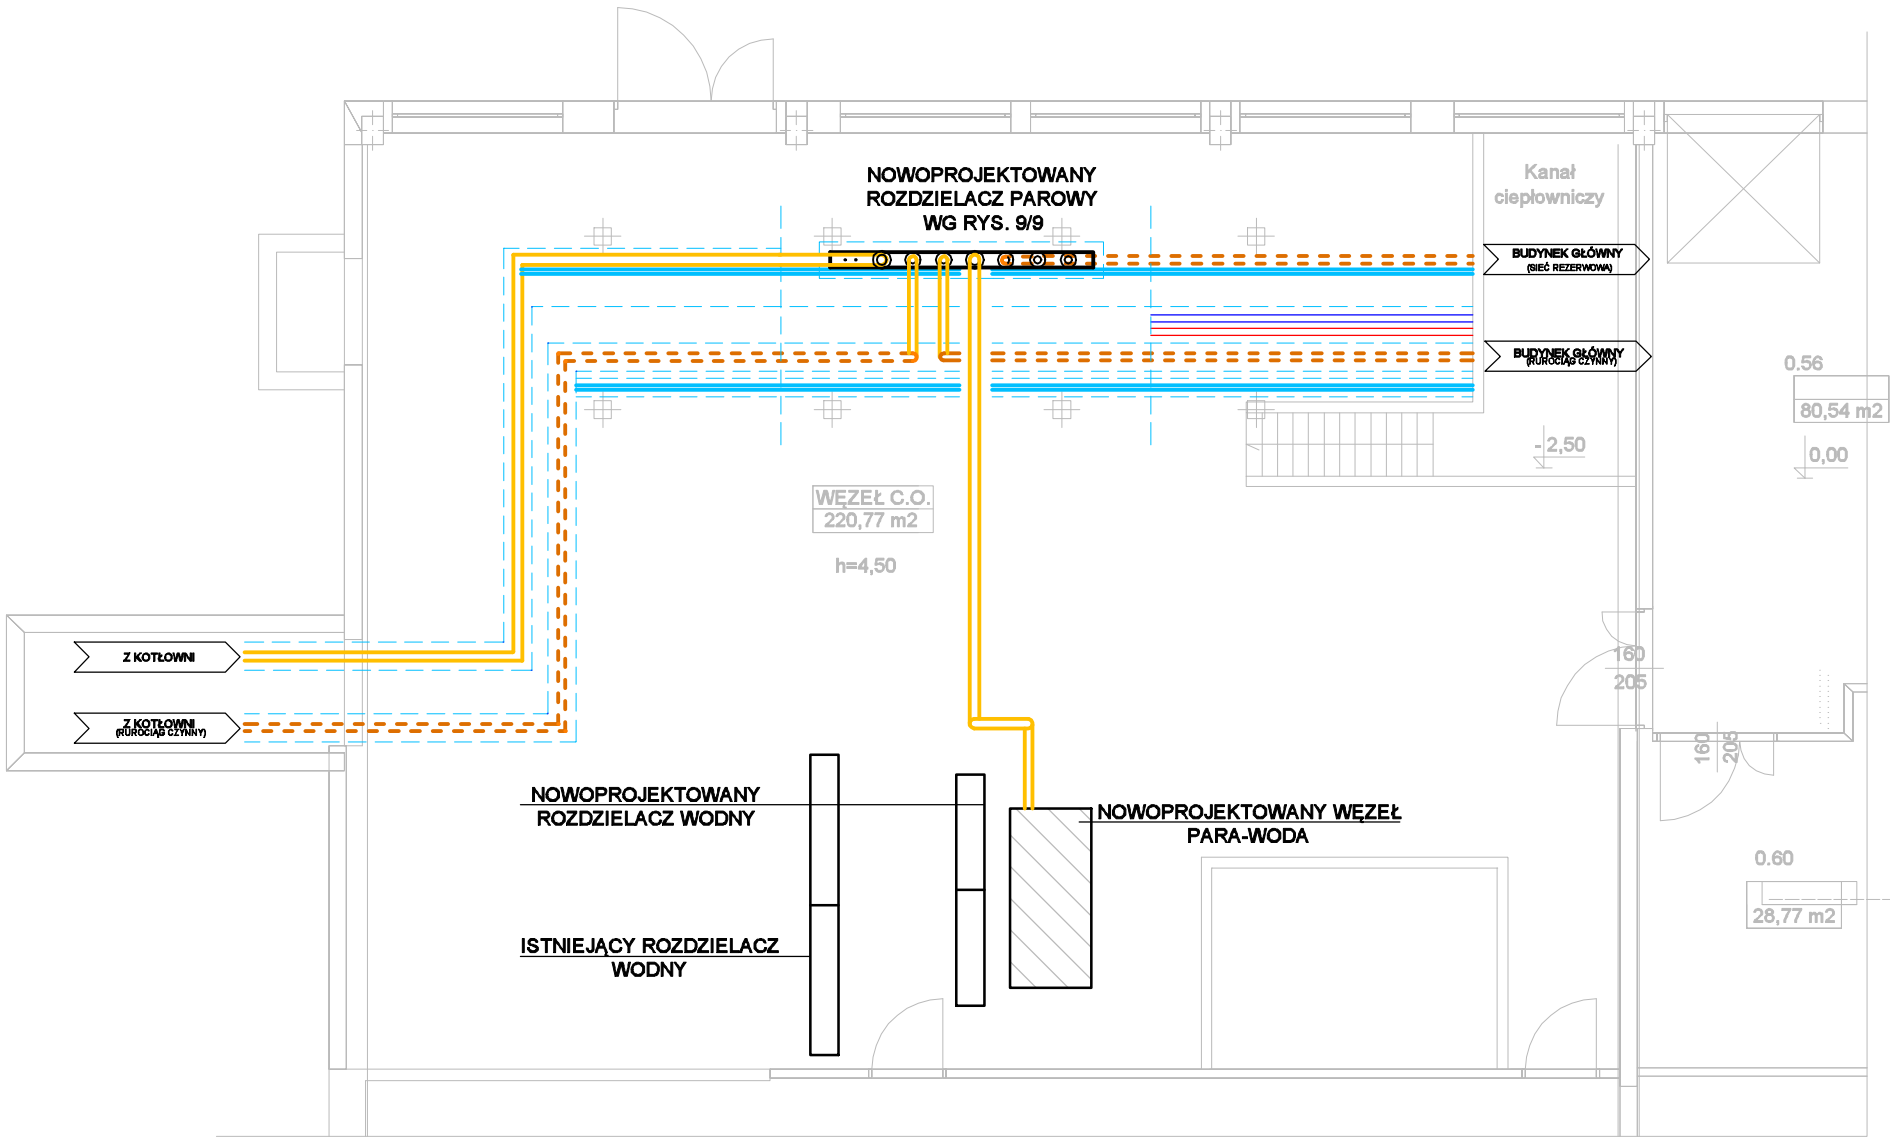 NOWOPROJEKTOWANY
ROZDZIELACZ PAROWY
WG RYS. 9/9
Kanał
ciepłowniczy
BUDYNEK GŁÓWNY
(SIEĆ REZERWOWA)
BUDYNEK GŁÓWNY
(RUROCIĄG CZYNNY)
0.56
80,54 m2
- 2,50
0,00
WĘZEŁ C.O.
220,77 m2
h=4,50
Z KOTŁOWNI
Z KOTŁOWNI
(RUROCIĄG CZYNNY)
160
205
160
205
NOWOPROJEKTOWANY
ROZDZIELACZ WODNY
NOWOPROJEKTOWANY WĘZEŁ
PARA-WODA
0.60
28,77 m2
ISTNIEJĄCY ROZDZIELACZ
WODNY